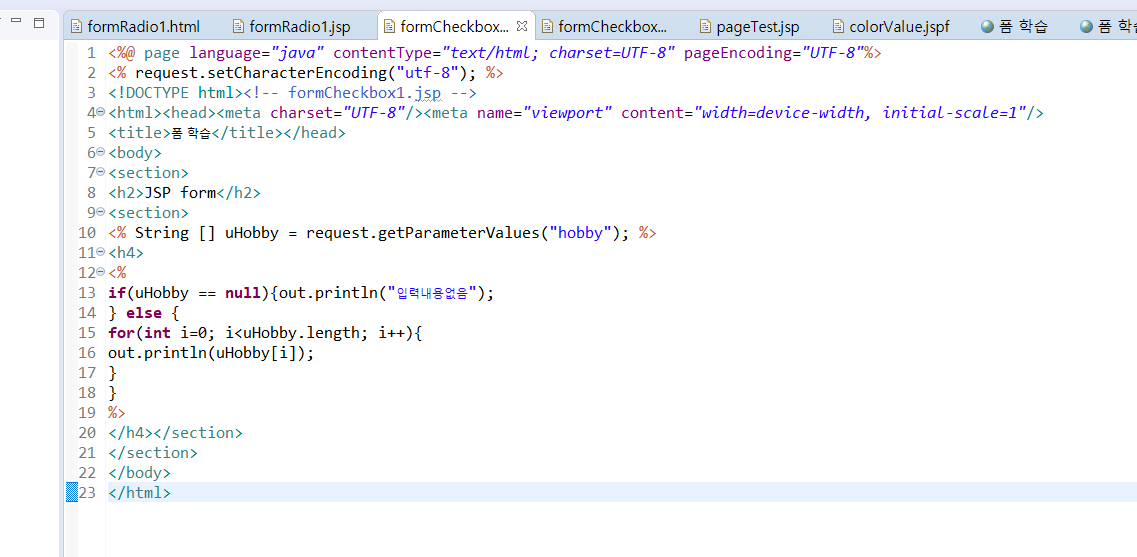 formRadio1.html formRadio1.jsp formCheckbox... formCheckbox... pageTest.jsp colorValue.jspf 폼 학습 폼 학습
1 <%@ page language="java" contentType="text/html; charset=UTF-8" pageEncoding="UTF-8"%>
2 <% request.setCharacterEncoding("utf-8"); %>
3 <!DOCTYPE html><!-- formCheckbox1.jsp -->
4 <html><head><meta charset="UTF-8"/><meta name="viewport" content="width=device-width, initial-scale=1"/>
5 <title>폼 학습</title></head>
6 <body>
7 <section>
8 <h2>JSP form</h2>
9 <section>
10 <% String [] uHobby = request.getParameterValues("hobby"); %>
11 <h4>
12 <%
13 if(uHobby == null){out.println("입력내용없음");
14 } else {
15 for(int i=0; i<uHobby.length; i++){
16 out.println(uHobby[i]);
17 }
18 }
19 %>
20 </h4></section>
21 </section>
22 </body>
23 </html>